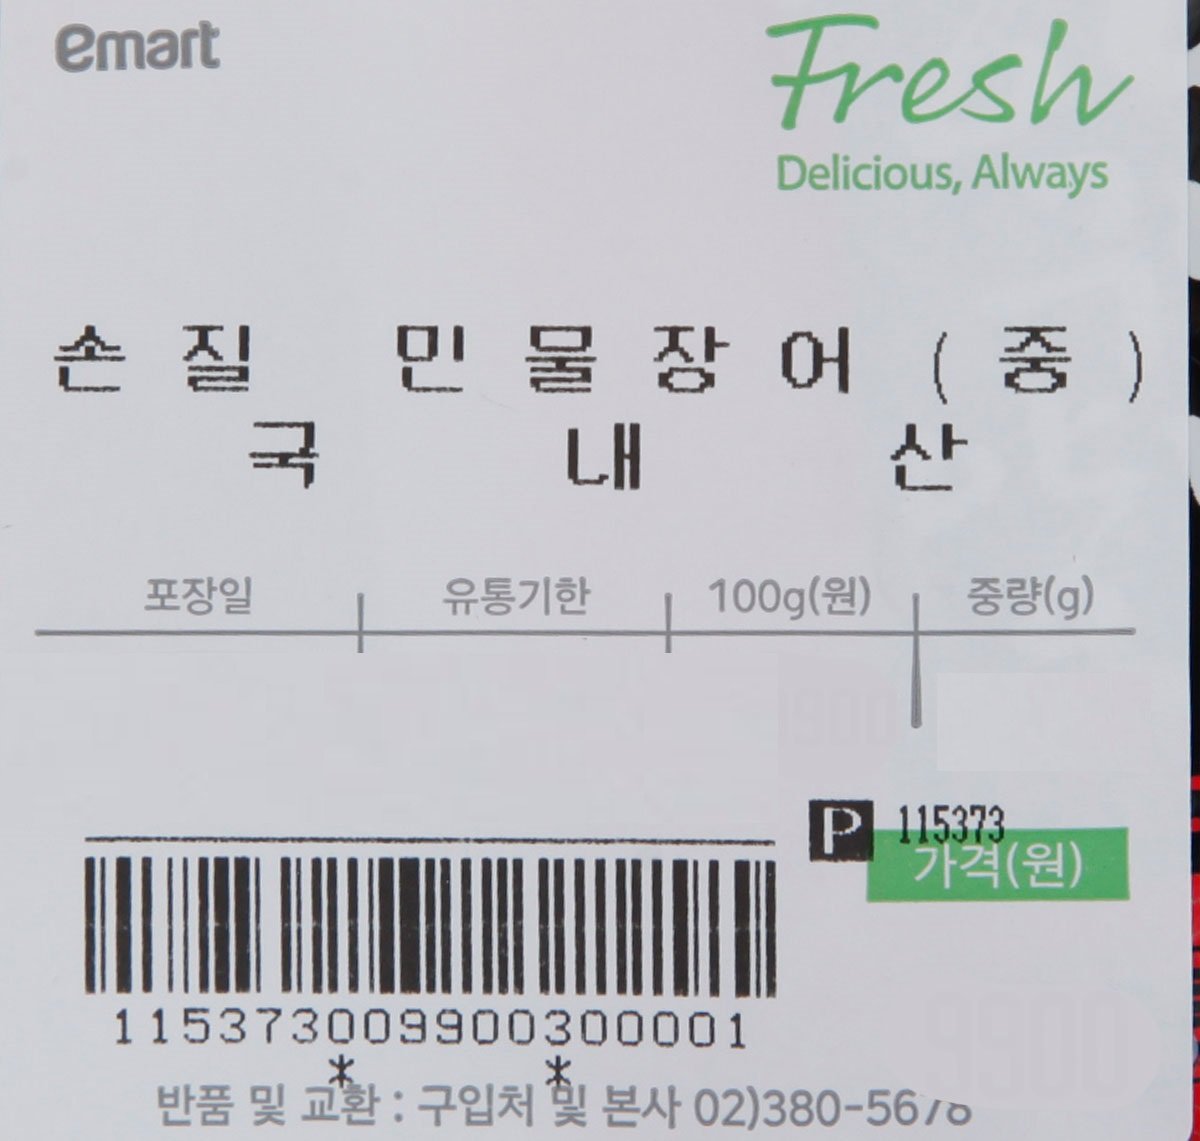 emart
Fresh
Delicious, Always
손질 민물장어(중)
국내산
포장일 유통기한 100g(원) 중량(g)
P 115373
가격(원)
115373009900300001
* *
반품 및 교환 : 구입처 및 본사 02)380-5678